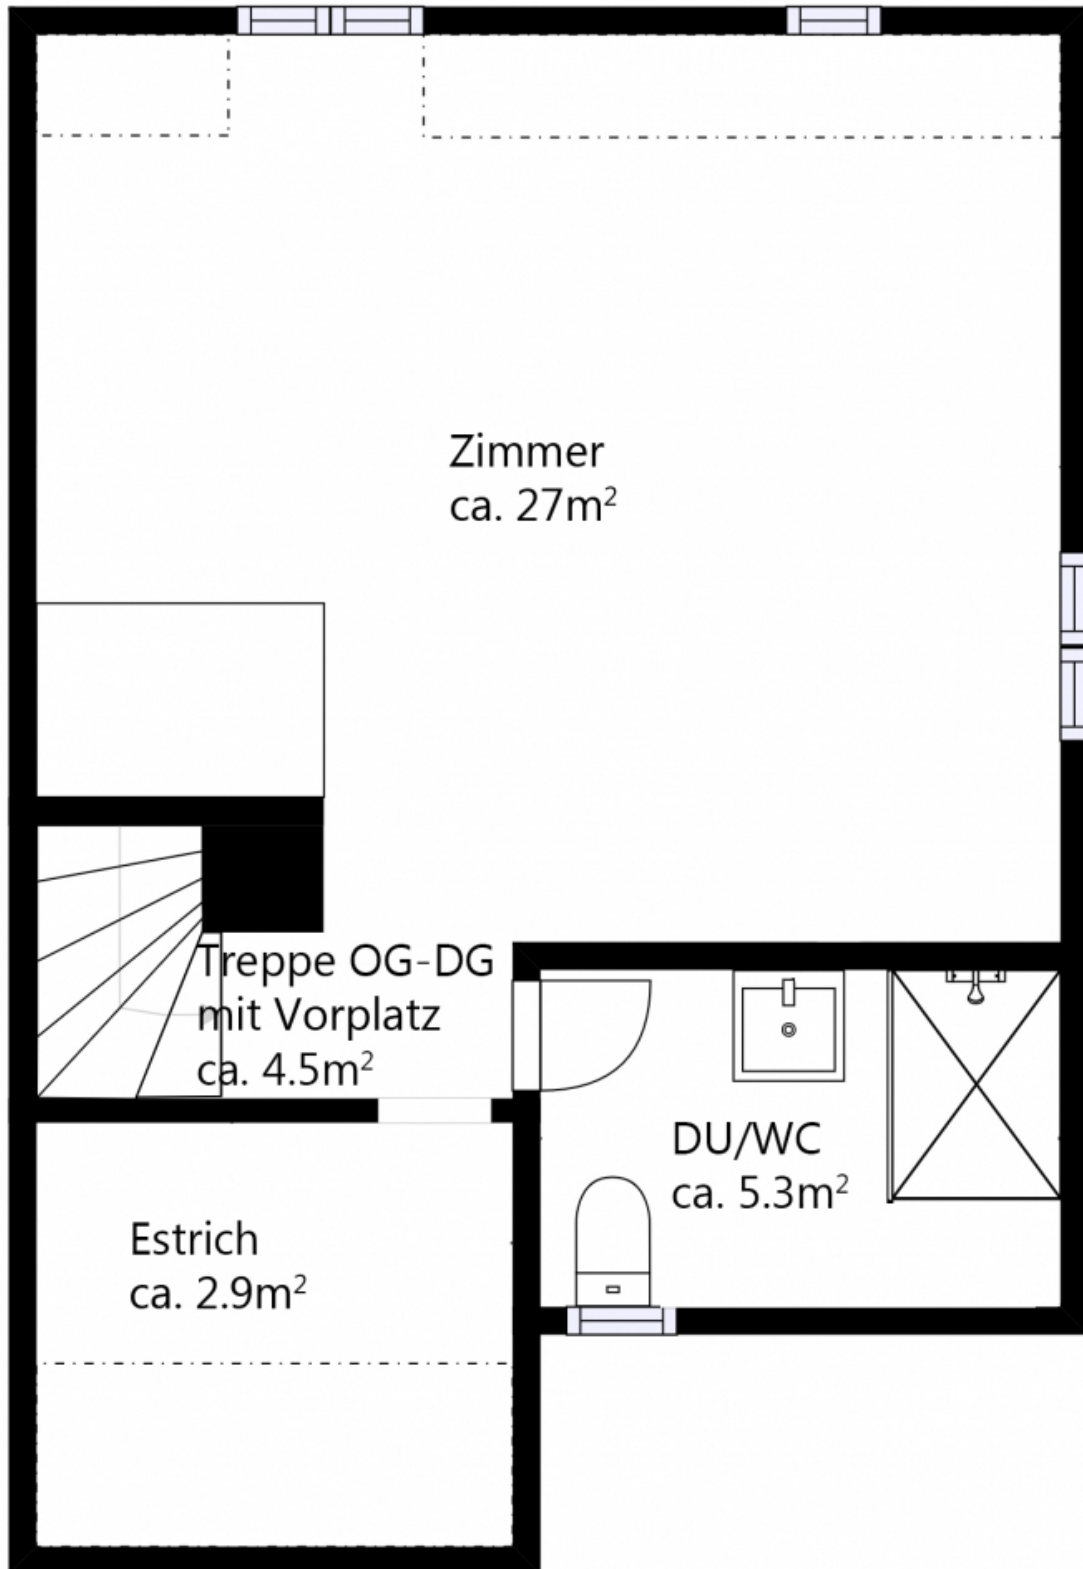 Zimmer
ca. 27m²
Treppe OG-DG
mit Vorplatz
ca. 4.5m²
DU/WC
ca. 5.3m²
Estrich
ca. 2.9m²